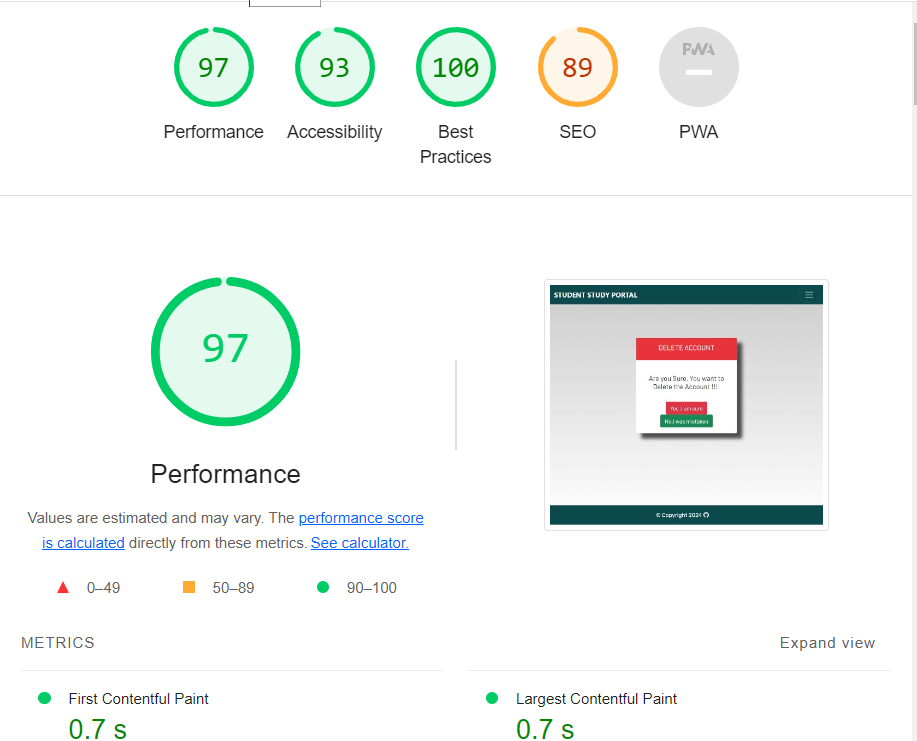 97
93
100
89
PWA
Performance
Accessibility
Best
Practices
SEO
PWA
97
Performance
Values are estimated and may vary. The performance score
is calculated directly from these metrics. See calculator.
0–49
50–89
90–100
STUDENT STUDY PORTAL
DELETE ACCOUNT
Are you Sure. You want to
Delete the Account !!!
Yes,I am sure
No,I was mistaken
© Copyright 2024
METRICS
Expand view
First Contentful Paint
0.7 s
Largest Contentful Paint
0.7 s